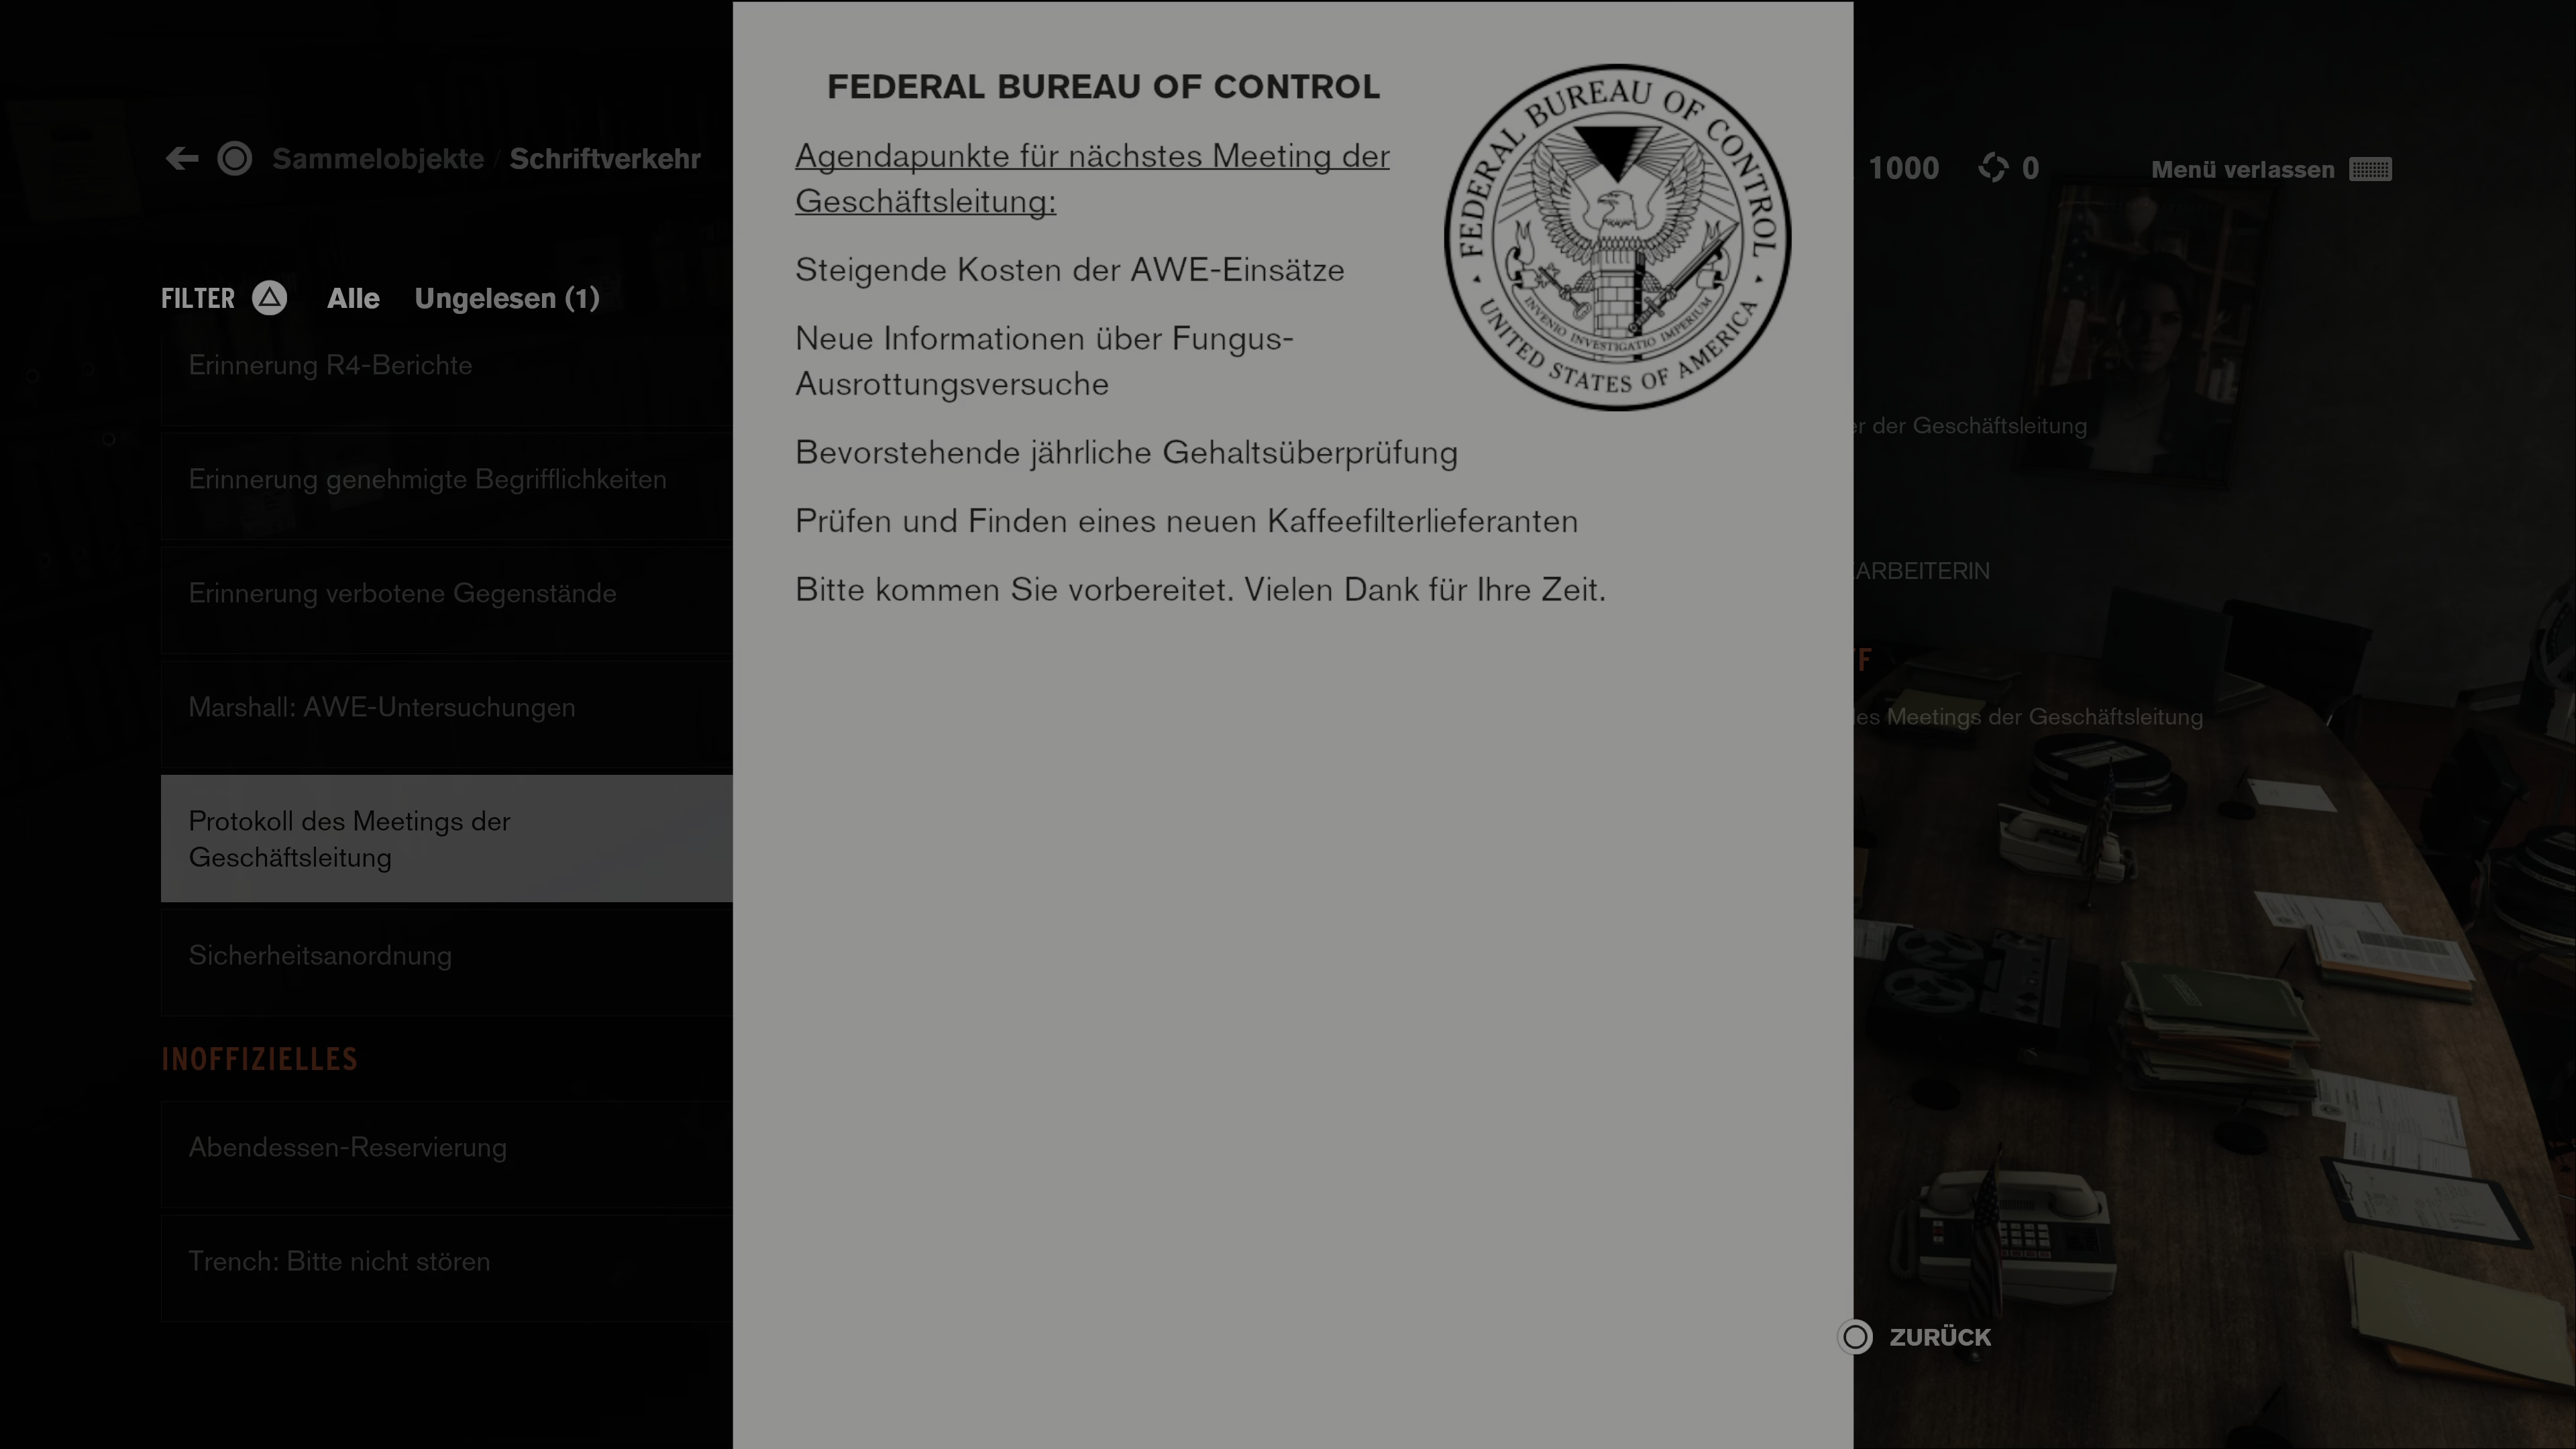 Sammelobjekte / Schriftverkehr
1000
0
Menü verlassen
FILTER Alle Ungelesen (1)
Erinnerung R4-Berichte
Erinnerung genehmigte Begrifflichkeiten
Erinnerung verbotene Gegenstände
Marshall: AWE-Untersuchungen
Protokoll des Meetings der
Geschäftsleitung
Sicherheitsanordnung
INOFFIZIELLES
Abendessen-Reservierung
Trench: Bitte nicht stören
FEDERAL BUREAU OF CONTROL
Agendapunkte für nächstes Meeting der
Geschäftsleitung:
Steigende Kosten der AWE-Einsätze
Neue Informationen über Fungus-
Ausrottungsversuche
Bevorstehende jährliche Gehaltsüberprüfung
Prüfen und Finden eines neuen Kaffeefilterlieferanten
Bitte kommen Sie vorbereitet. Vielen Dank für Ihre Zeit.
FEDERAL BUREAU OF CONTROL
UNITED STATES OF AMERICA
INVENIO INVESTIGATIO IMPERIUM
der Geschäftsleitung
ARBEITERIN
Meetings der Geschäftsleitung
ZURÜCK